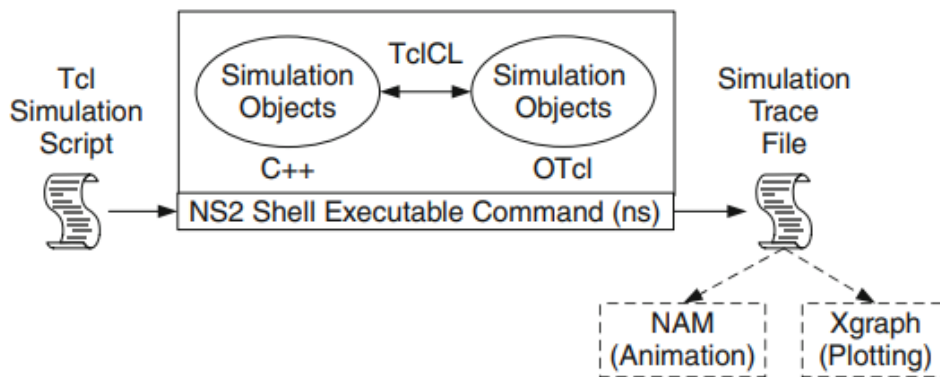 Tcl
Simulation
Script
Simulation
Objects
C++
TclCL
Simulation
Objects
OTcl
NS2 Shell Executable Command (ns)
Simulation
Trace
File
NAM
(Animation)
Xgraph
(Plotting)